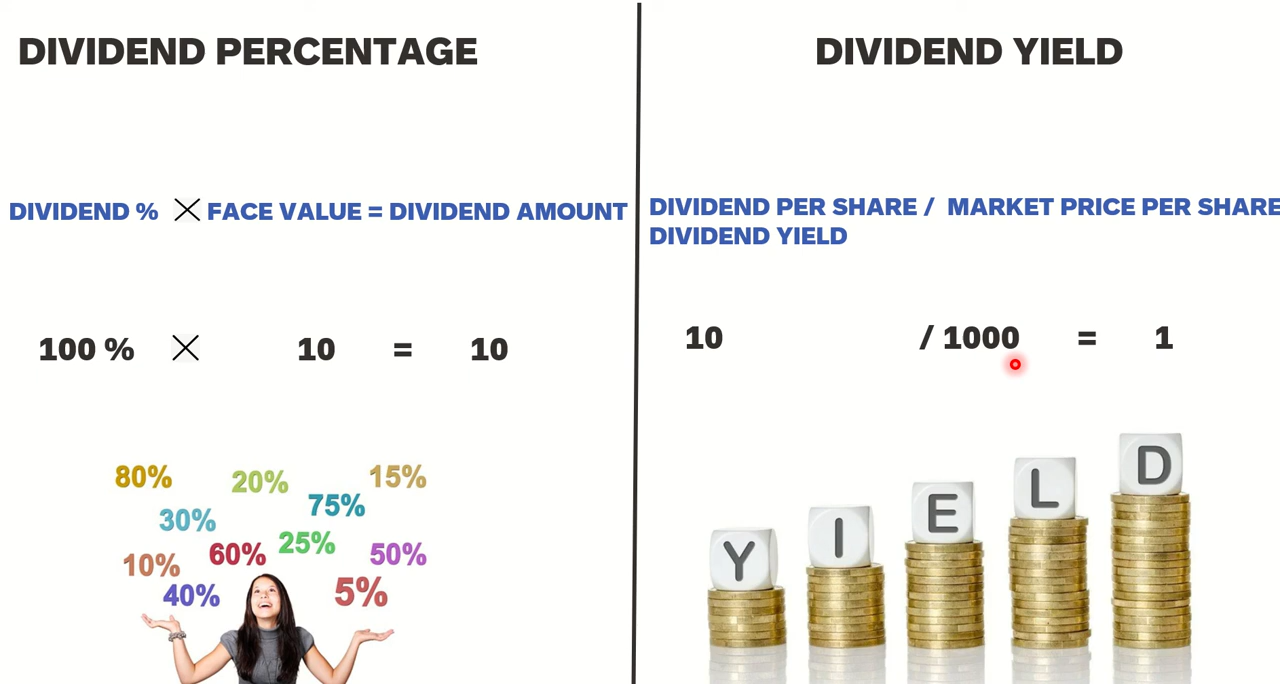 DIVIDEND PERCENTAGE
DIVIDEND % X FACE VALUE = DIVIDEND AMOUNT
100 % X 10 = 10
80% 20% 15%
75%
30%
25%
60% 50%
10%
40% 5%
DIVIDEND YIELD
DIVIDEND PER SHARE / MARKET PRICE PER SHARE
DIVIDEND YIELD
10 / 1000 = 1
Y I E L D